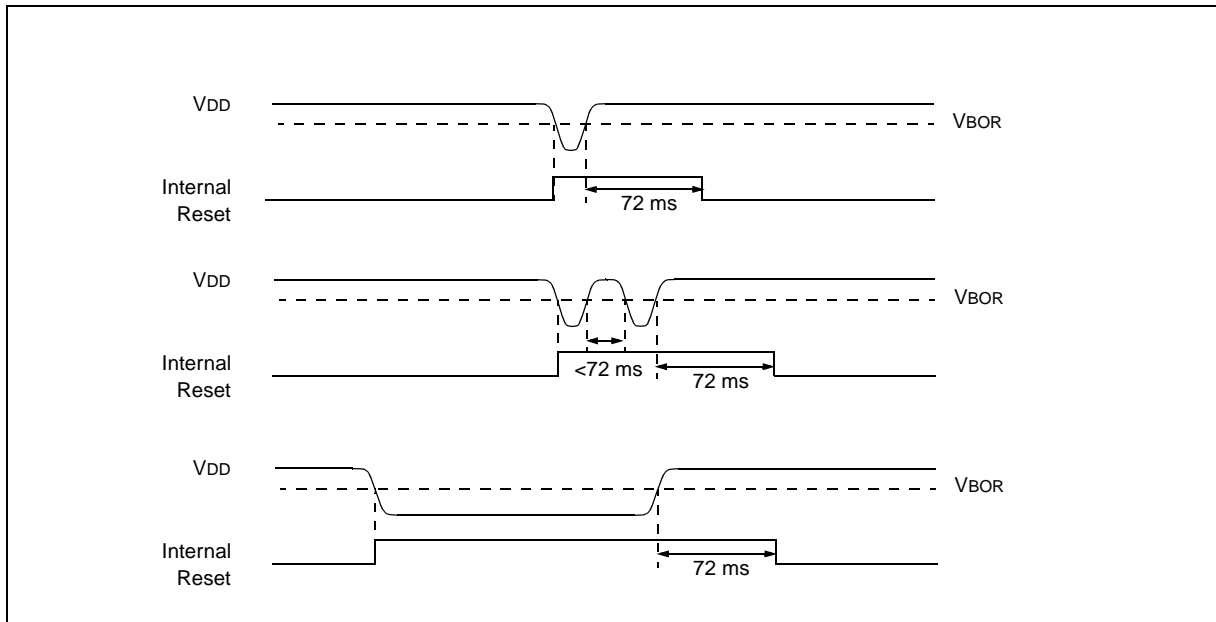 VDD
VBOR
Internal
Reset
72 ms
VDD
VBOR
Internal
Reset
<72 ms
72 ms
VDD
VBOR
Internal
Reset
72 ms